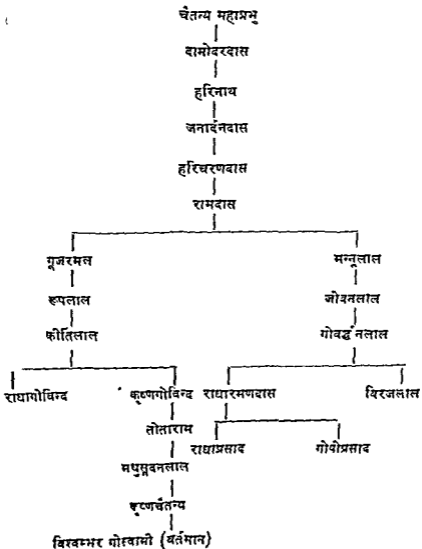 चैतन्य महाप्रभु
दामोदरदास
हरिनाथ
जनार्दनदास
हरिचरणदास
रामदास
गूजरमल मन्नूलाल
रूपलाल जीवनलाल
कीर्तिलाल गोवर्द्धनलाल
राधागोविन्द कृष्णगोविन्द राधारमणदास विरजलाल
तोताराम राधाप्रसाद गोपीप्रसाद
मधुसूदनलाल
कृष्णचैतन्य
विश्वम्भर गोस्वामी (वर्तमान)